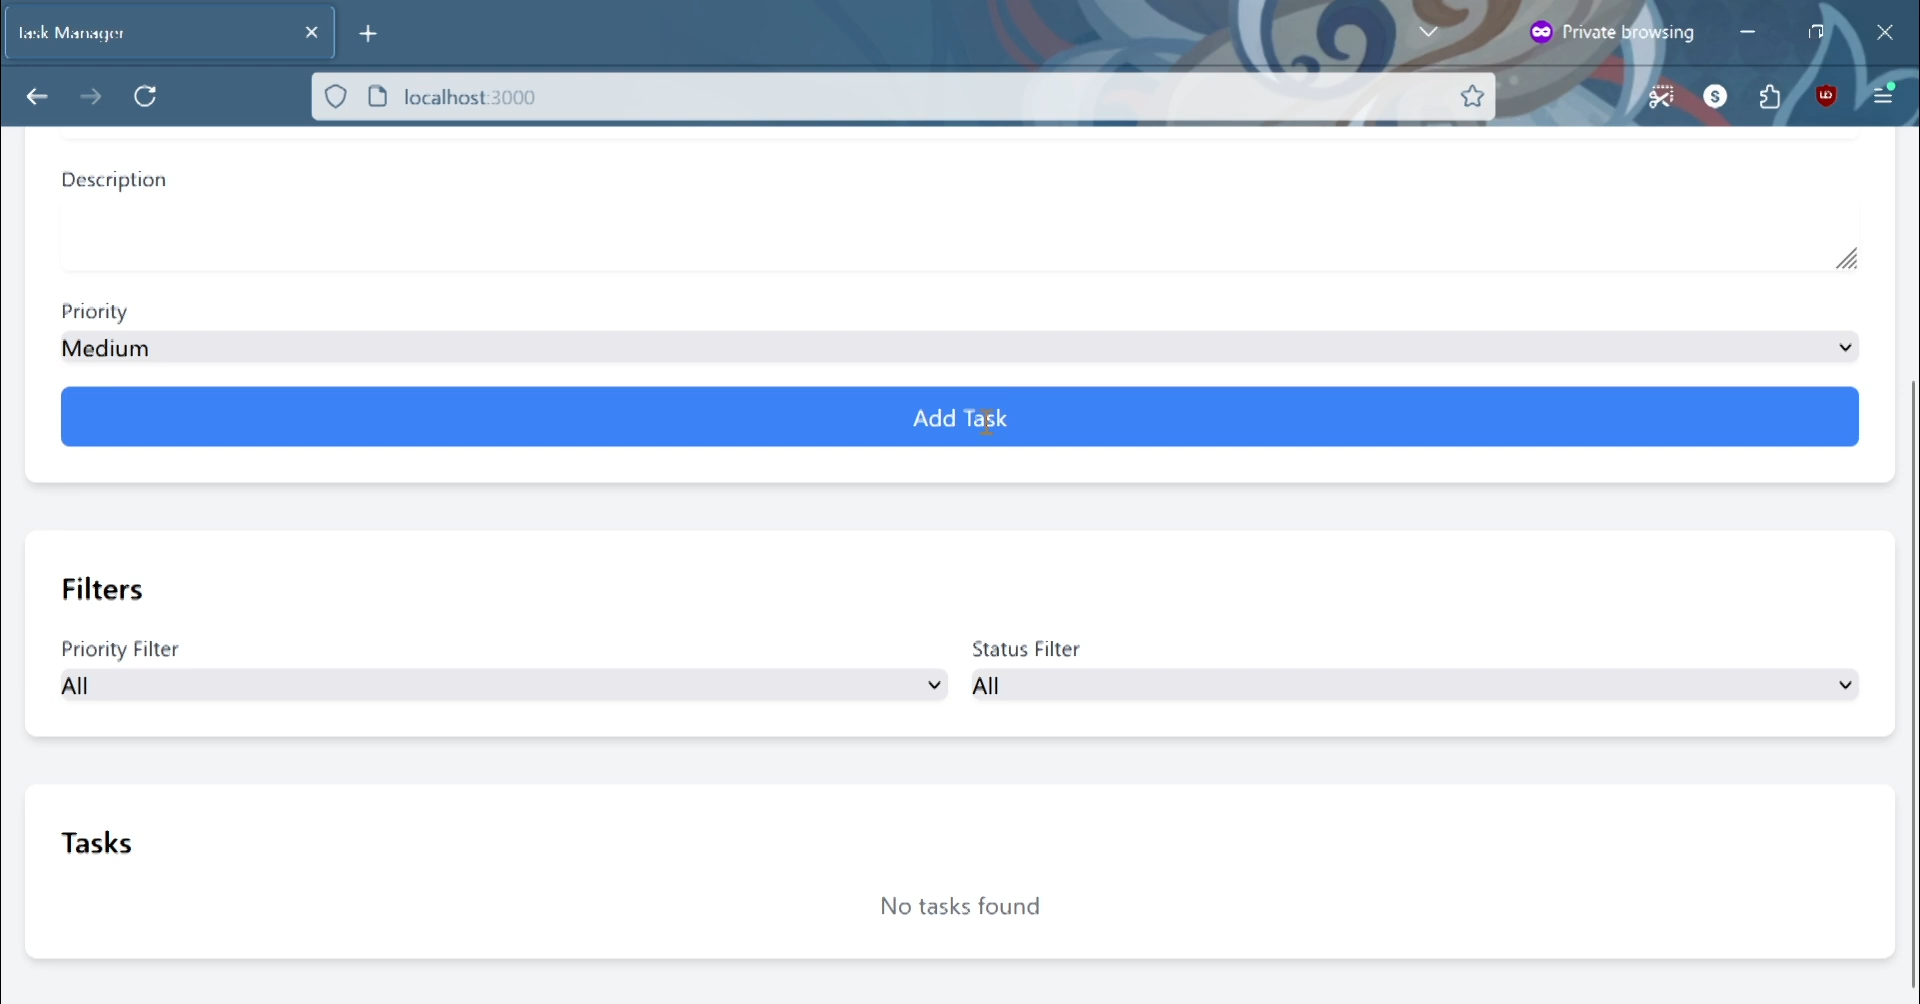 Task Manager
Private browsing
localhost:3000
S
Description
Priority
Medium
Add Task
Filters
Priority Filter
Status Filter
All
All
Tasks
No tasks found